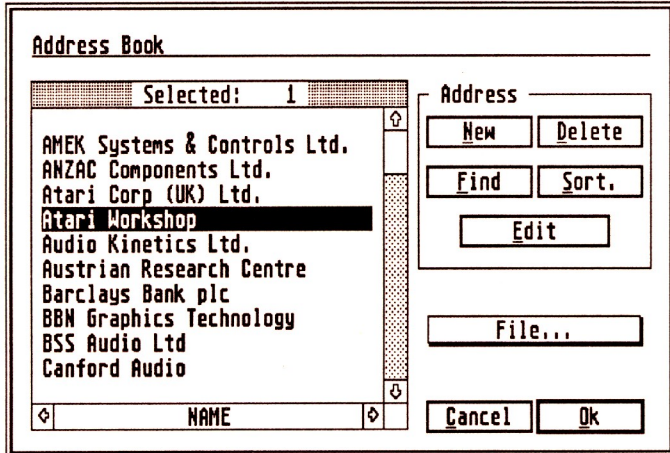 Address Book
Selected: 1
AMEK Systems & Controls Ltd.
ANZAC Components Ltd.
Atari Corp (UK) Ltd.
Atari Workshop
Audio Kinetics Ltd.
Austrian Research Centre
Barclays Bank plc
BBN Graphics Technology
BSS Audio Ltd
Canford Audio
NAME
Address
New Delete
Find Sort.
Edit
File...
Cancel Ok